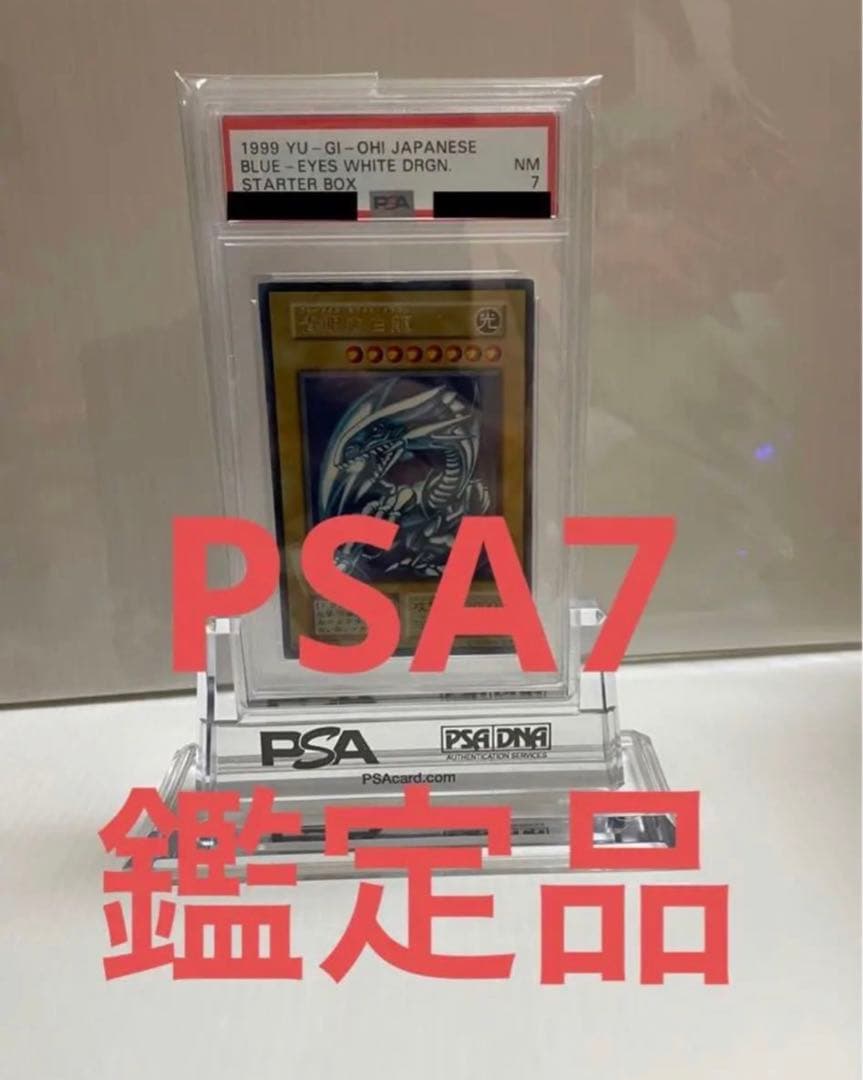 1999 YU-GI-OH! JAPANESE
BLUE-EYES WHITE DRGN. NM
STARTER BOX 7
PSA
光
PSA7
PSA PSA DNA
AUTHENTICATION SERVICES
PSAcard.com
鑑定品